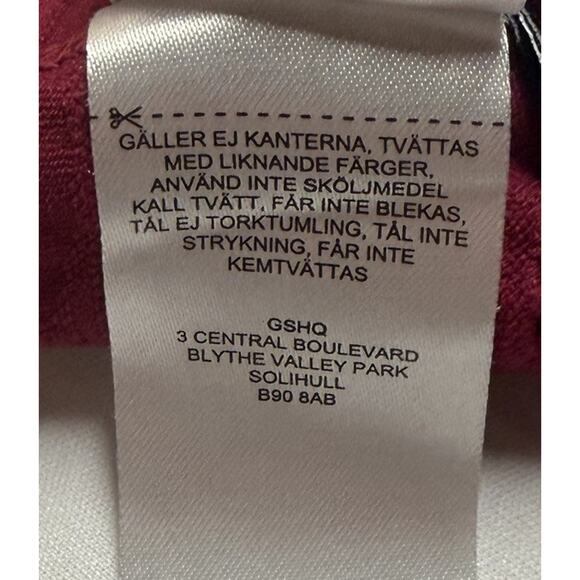 GÄLLER EJ KANTERNA, TVÄTTAS
MED LIKNANDE FÄRGER,
ANVÄND INTE SKÖLJMEDEL
KALL TVÄTT, FÅR INTE BLEKAS,
TÅL EJ TORKTUMLING, TÅL INTE
STRYKNING, FÅR INTE
KEMTVÄTTAS
GSHQ
3 CENTRAL BOULEVARD
BLYTHE VALLEY PARK
SOLIHULL
B90 8AB